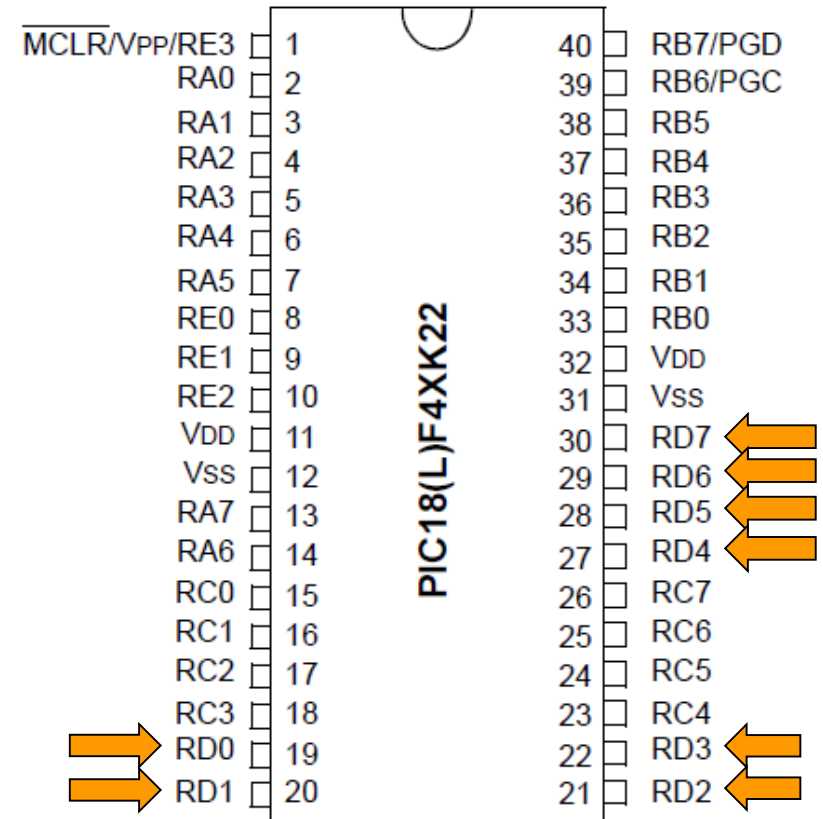 MCLR/VPP/RE3 1 40 RB7/PGD
RA0 2 39 RB6/PGC
RA1 3 38 RB5
RA2 4 37 RB4
RA3 5 36 RB3
RA4 6 35 RB2
RA5 7 34 RB1
RE0 8 33 RB0
RE1 9 32 VDD
RE2 10 31 VSS
VDD 11 30 RD7
VSS 12 29 RD6
RA7 13 28 RD5
RA6 14 27 RD4
RC0 15 26 RC7
RC1 16 25 RC6
RC2 17 24 RC5
RC3 18 23 RC4
RD0 19 22 RD3
RD1 20 21 RD2
PIC18(L)F4XK22